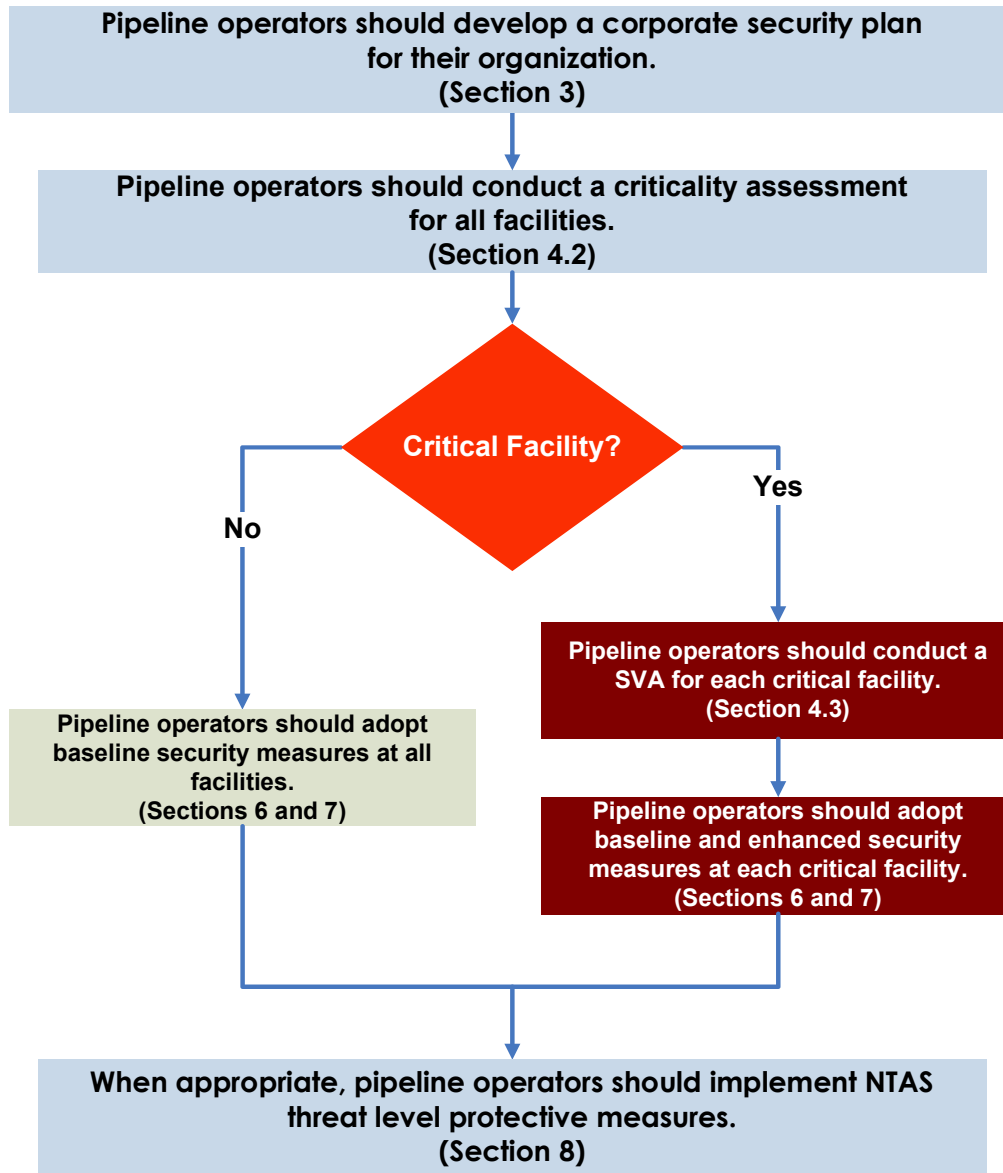 Pipeline operators should develop a corporate security plan
for their organization.
(Section 3)
Pipeline operators should conduct a criticality assessment
for all facilities.
(Section 4.2)
Critical Facility?
No
Yes
Pipeline operators should adopt
baseline security measures at all
facilities.
(Sections 6 and 7)
Pipeline operators should conduct a
SVA for each critical facility.
(Section 4.3)
Pipeline operators should adopt
baseline and enhanced security
measures at each critical facility.
(Sections 6 and 7)
When appropriate, pipeline operators should implement NTAS
threat level protective measures.
(Section 8)